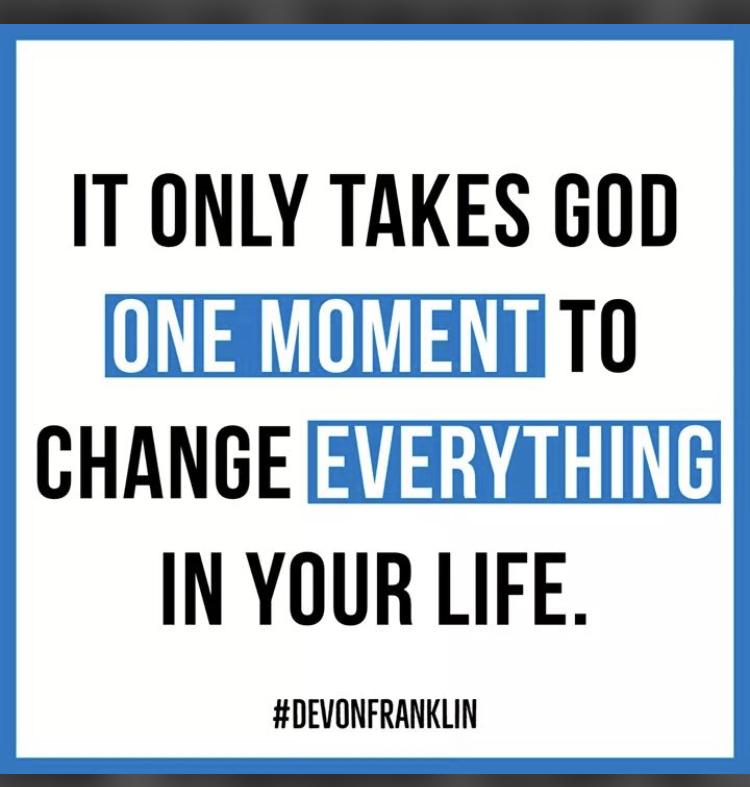 IT ONLY TAKES GOD
ONE MOMENT TO
CHANGE EVERYTHING
IN YOUR LIFE.
#DEVONFRANKLIN